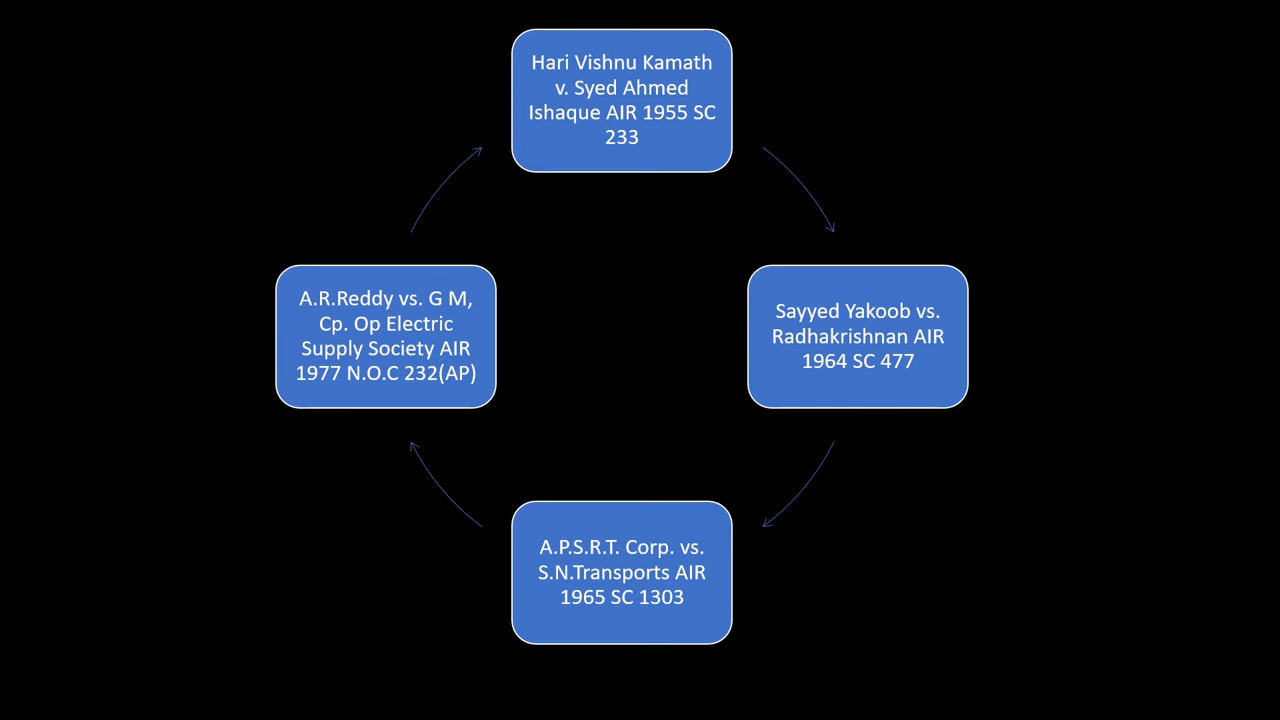 Hari Vishnu Kamath
v. Syed Ahmed
Ishaque AIR 1955 SC
233
Sayyed Yakoob vs.
Radhakrishnan AIR
1964 SC 477
A.P.S.R.T. Corp. vs.
S.N.Transports AIR
1965 SC 1303
A.R.Reddy vs. G M,
Cp. Op Electric
Supply Society AIR
1977 N.O.C 232(AP)